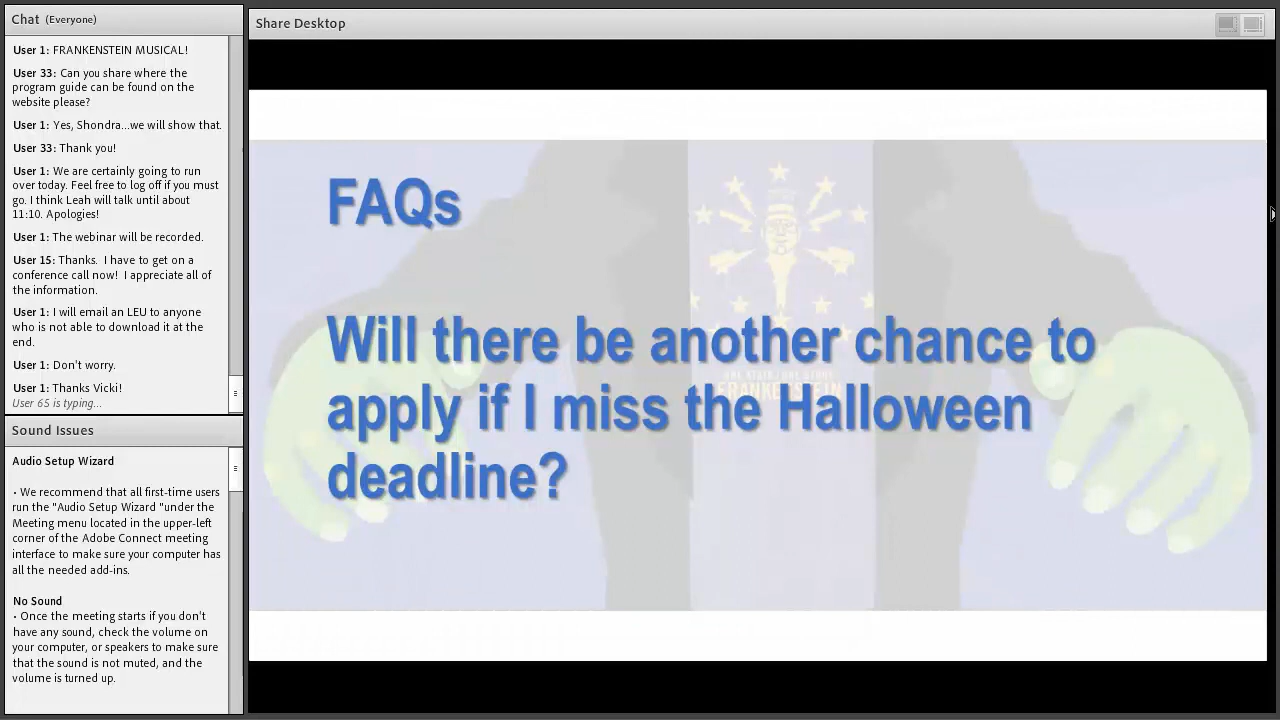 Chat (Everyone)
User 1: FRANKENSTEIN MUSICAL!
User 33: Can you share where the
program guide can be found on the
website please?
User 1: Yes, Shondra...we will show that.
User 33: Thank you!
User 1: We are certainly going to run
over today. Feel free to log off if you must
go. I think Leah will talk until about
11:10. Apologies!
User 1: The webinar will be recorded.
User 15: Thanks.  I have to get on a
conference call now!  I appreciate all of
the information.
User 1: I will email an LEU to anyone
who is not able to download it at the
end.
User 1: Don't worry.
User 1: Thanks Vicki!
User 65 is typing...
Sound Issues
Audio Setup Wizard
• We recommend that all first-time users
run the "Audio Setup Wizard "under the
Meeting menu located in the upper-left
corner of the Adobe Connect meeting
interface to make sure your computer has
all the needed add-ins.
No Sound
• Once the meeting starts if you don't
have any sound, check the volume on
your computer, or speakers to make sure
that the sound is not muted, and the
volume is turned up.
Share Desktop
FAQs
Will there be another chance to
apply if I miss the Halloween
deadline?
FRANKENSTEIN